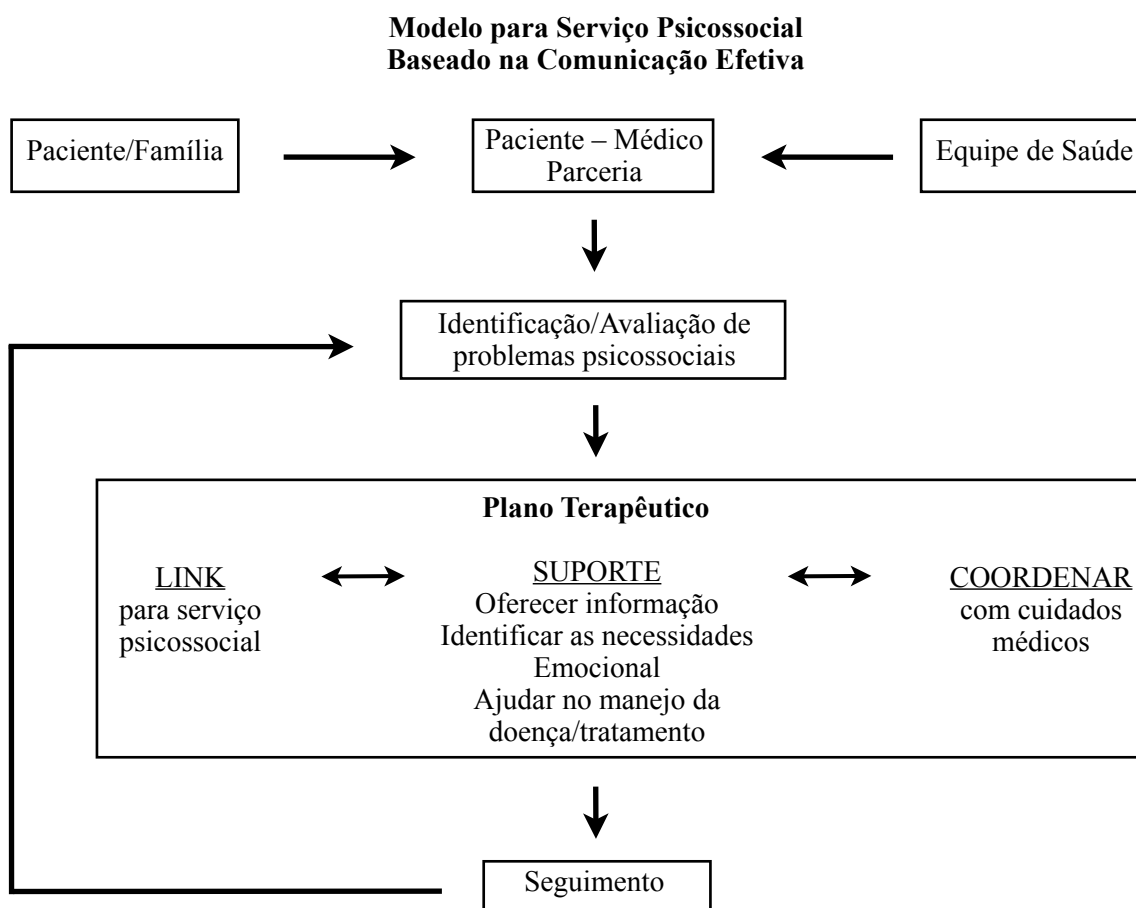 Modelo para Serviço Psicossocial
Baseado na Comunicação Efetiva
Paciente/Família
Paciente – Médico
Parceria
Equipe de Saúde
Identificação/Avaliação de
problemas psicossociais
Plano Terapêutico
LINK
para serviço
psicossocial
SUPORTE
Oferecer informação
Identificar as necessidades
Emocional
Ajudar no manejo da
doença/tratamento
COORDENAR
com cuidados
médicos
Seguimento